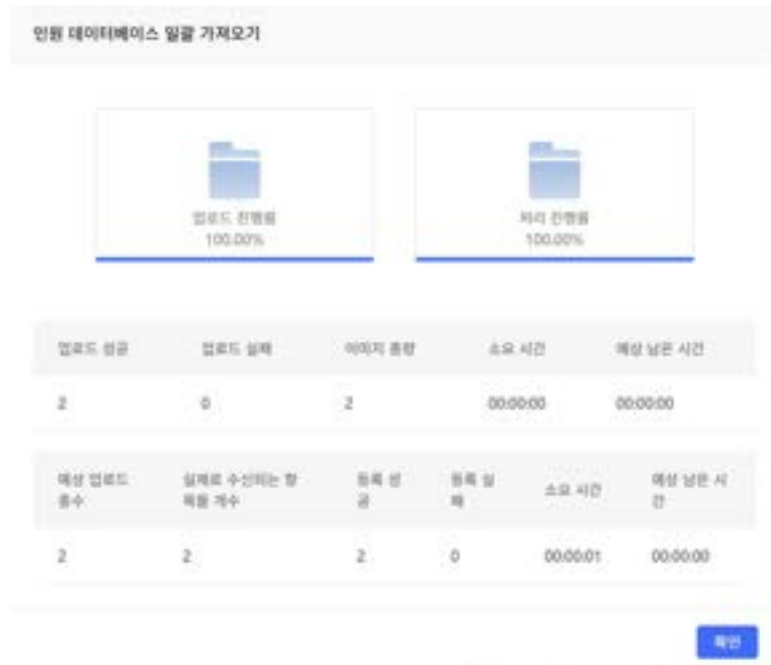 인원 데이터베이스 일괄 가져오기
업로드 진행률
100.00%
처리 진행률
100.00%
업로드 성공 업로드 실패 이미지 총량 소요 시간 예상 남은 시간
2 0 2 00:00:00 00:00:00
예상 업로드 실제로 수신되는 항 등록 성 등록 실 소요 시간 예상 남은 시
총수 목들 개수 공 패 간
2 2 2 0 00:00:01 00:00:00
확인